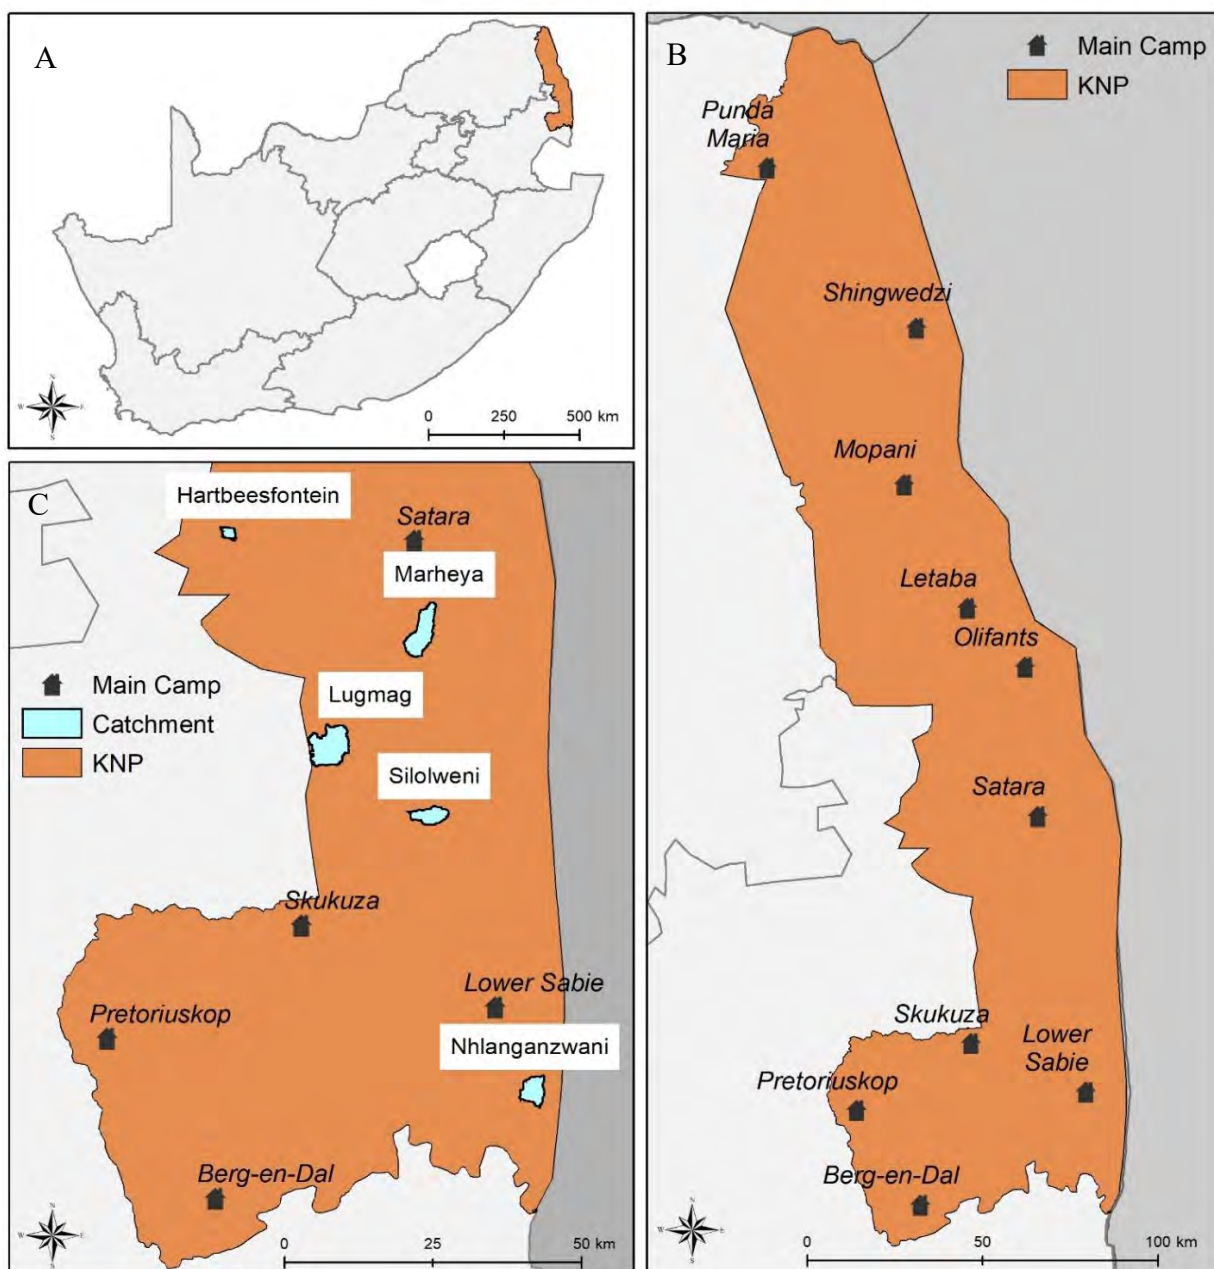 A
N
W
E
S
0
250
500 km
B
Main Camp
KNP
Punda
Maria
Shingwedzi
Mopani
Letaba
Olifants
Satara
Skukuza
Lower
Sabie
Pretoriuskop
Berg-en-Dal
N
W
E
S
0
50
100 km
C
Hartbeesfontein
Satara
Marheya
Main Camp
Catchment
KNP
Lugmag
Silolweni
Skukuza
Lower Sabie
Pretoriuskop
Nhlanganzwani
Berg-en-Dal
N
W
E
S
0
25
50 km